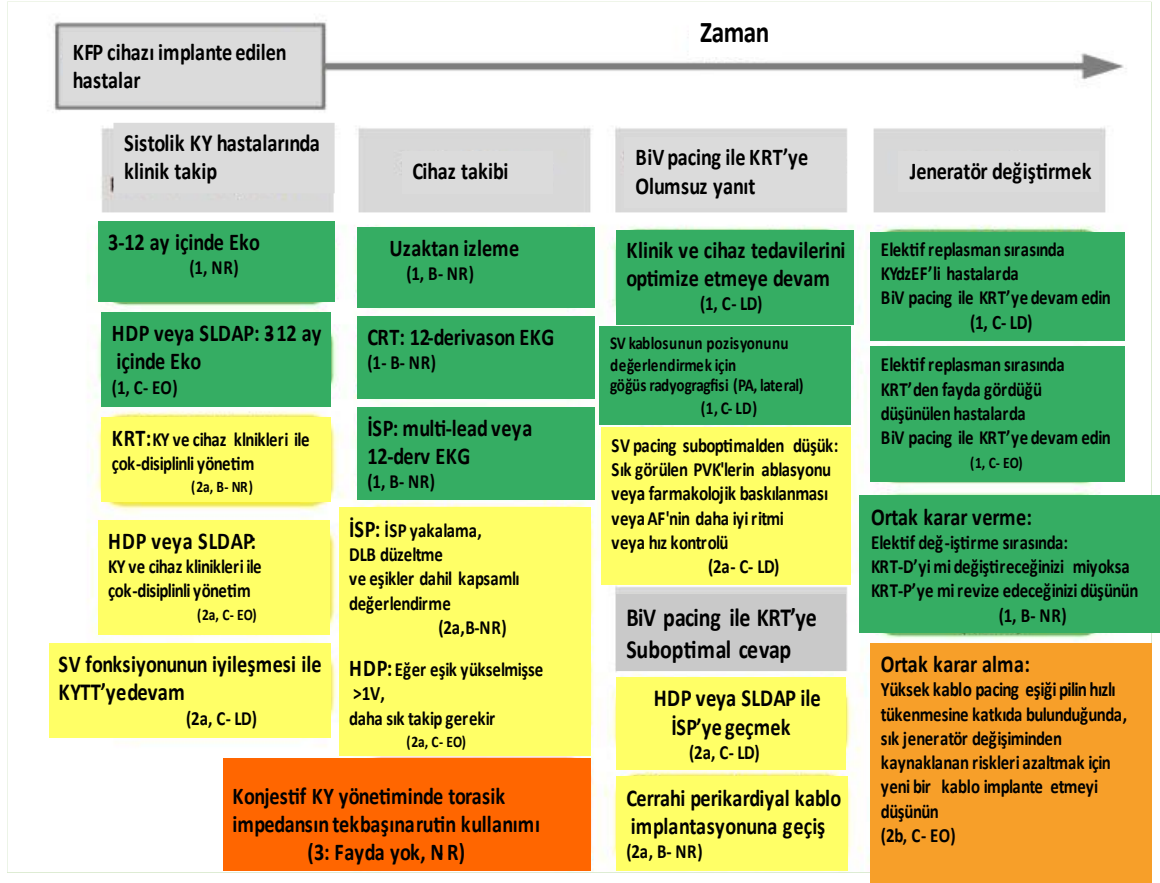 KFP cihazı implante edilen
hastalar
Zaman
Sistolik KY hastalarında
klinik takip
3-12 ay içinde Eko
(1, NR)
HDP veya SLDAP: 312 ay
içinde Eko
(1, C- EO)
KRT: KY ve cihaz klnikleri ile
çok-disiplinli yönetim
(2a, B- NR)
HDP veya SLDAP:
KY ve cihaz klinikleri ile
çok-disiplinli yönetim
(2a, C- EO)
SV fonksiyonunun iyileşmesi ile
KYTT'yedevam
(2a, C- LD)
Cihaz takibi
Uzaktan izleme
(1, B- NR)
CRT: 12-derivason EKG
(1- B- NR)
İSP: multi-lead veya
12-derv EKG
(1, B- NR)
İSP: İSP yakalama,
DLB düzeltme
ve eşikler dahil kapsamlı
değerlendirme
(2a,B-NR)
HDP: Eğer eşik yükselmişse
>1V,
daha sık takip gerekir
(2a, C- EO)
Konjestif KY yönetiminde torasik
impedansın tekbaşınarutin kullanımı
(3: Fayda yok, NR)
BiV pacing ile KRT'ye
Olumsuz yanıt
Klinik ve cihaz tedavilerini
optimize etmeye devam
(1, C- LD)
SV kablosunun pozisyonunu
değerlendirmek için
göğüs radyogragfisi (PA, lateral)
(1, C- LD)
SV pacing suboptimalden düşük:
Sık görülen PVK'lerin ablasyonu
veya farmakolojik baskılanması
veya AF'nin daha iyi ritmi
veya hız kontrolü
(2a- C- LD)
BiV pacing ile KRT'ye
Suboptimal cevap
HDP veya SLDAP ile
İSP'ye geçmek
(2a, C- LD)
Cerrahi perikardiyal kablo
implantasyonuna geçiş
(2a, B- NR)
Jeneratör değiştirmek
Elektif replasman sırasında
KYdzEF'li hastalarda
BiV pacing ile KRT'ye devam edin
(1, C- LD)
Elektif replasman sırasında
KRT'den fayda gördüğü
düşünülen hastalarda
BiV pacing ile KRT'ye devam edin
(1, C- EO)
Ortak karar verme:
Elektif değ-iştirme sırasında:
KRT-D'yi mi değiştireceğinizi miyoksa
KRT-P'ye mi revize edeceğinizi düşünün
(1, B- NR)
Ortak karar alma:
Yüksek kablo pacing eşiği pilin hızlı
tükenmesine katkıda bulunduğunda,
sık jeneratör değişiminden
kaynaklanan riskleri azaltmak için
yeni bir kablo implante etmeyi
düşünün
(2b, C- EO)